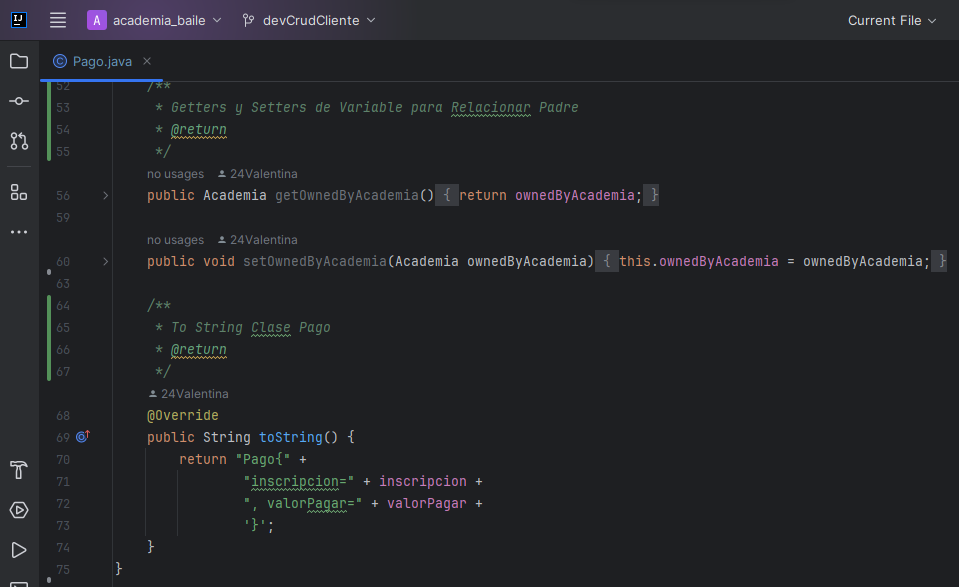 IJ A academia_baile devCrudCliente Current File
Pago.java
52 /**
53 * Getters y Setters de Variable para Relacionar Padre
54 * @return
55 */
no usages 24Valentina
56 public Academia getOwnedByAcademia() { return ownedByAcademia; }
59
no usages 24Valentina
60 public void setOwnedByAcademia(Academia ownedByAcademia) { this.ownedByAcademia = ownedByAcademia; }
63
64 /**
65 * To String Clase Pago
66 * @return
67 */
24Valentina
68 @Override
69 public String toString() {
70 return "Pago{" +
71 "inscripcion=" + inscripcion +
72 ", valorPagar=" + valorPagar +
73 '}';
74 }
75 }